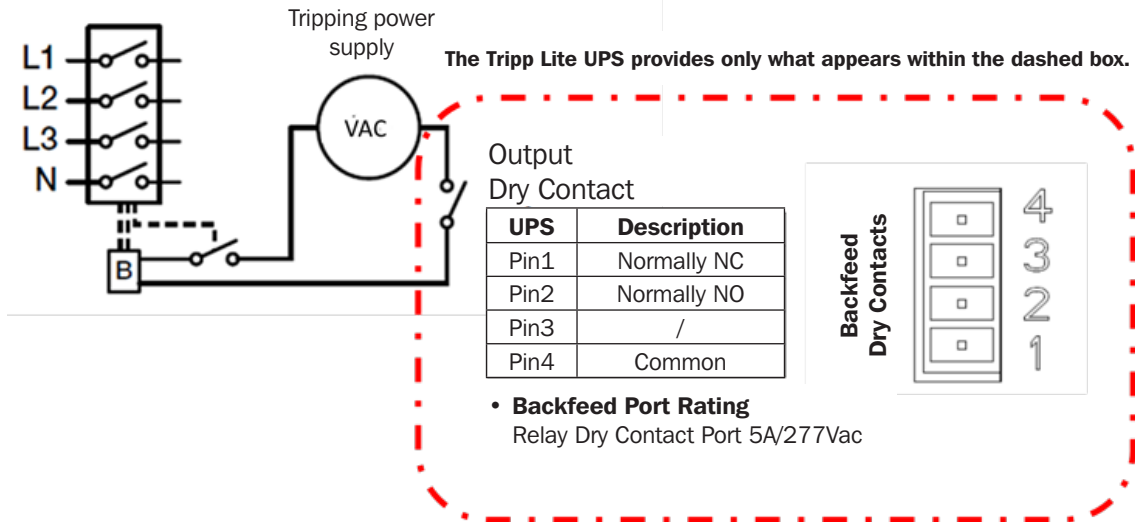 Tripping power
supply
The Tripp Lite UPS provides only what appears within the dashed box.
L1
L2
L3
N
VAC
B
Output
Dry Contact
UPS Description
Pin1 Normally NC
Pin2 Normally NO
Pin3 /
Pin4 Common
• Backfeed Port Rating
Relay Dry Contact Port 5A/277Vac
Backfeed
Dry Contacts
4
3
2
1